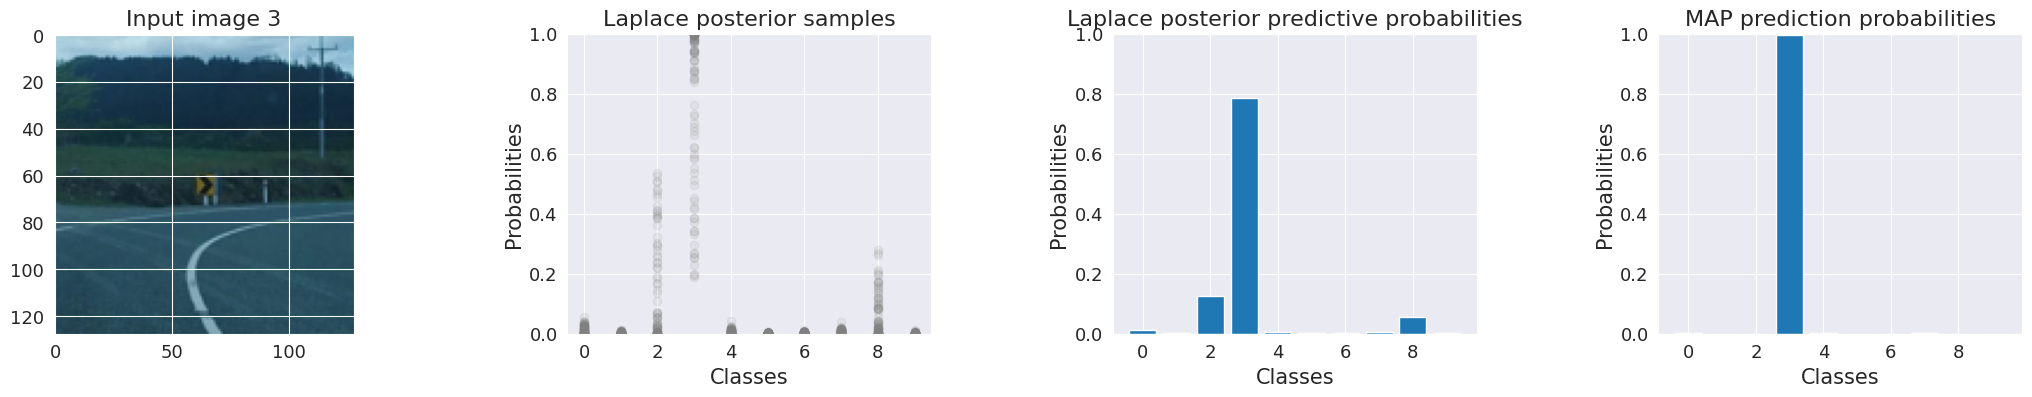 Input image 3
0
20
40
60
80
100
120
0 50 100
Laplace posterior samples
Probabilities
1.0
0.8
0.6
0.4
0.2
0.0
0 2 4 6 8
Classes
Laplace posterior predictive probabilities
Probabilities
1.0
0.8
0.6
0.4
0.2
0.0
0 2 4 6 8
Classes
MAP prediction probabilities
Probabilities
1.0
0.8
0.6
0.4
0.2
0.0
0 2 4 6 8
Classes